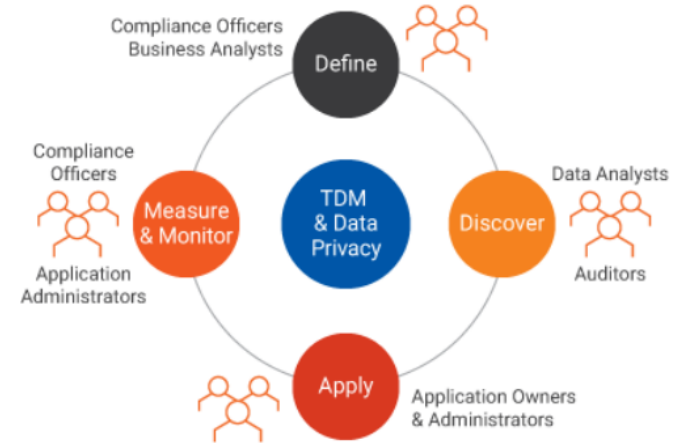 Compliance Officers
Business Analysts
Define
Compliance
Officers
Measure
& Monitor
Application
Administrators
TDM
& Data
Privacy
Data Analysts
Discover
Auditors
Apply
Application Owners
& Administrators